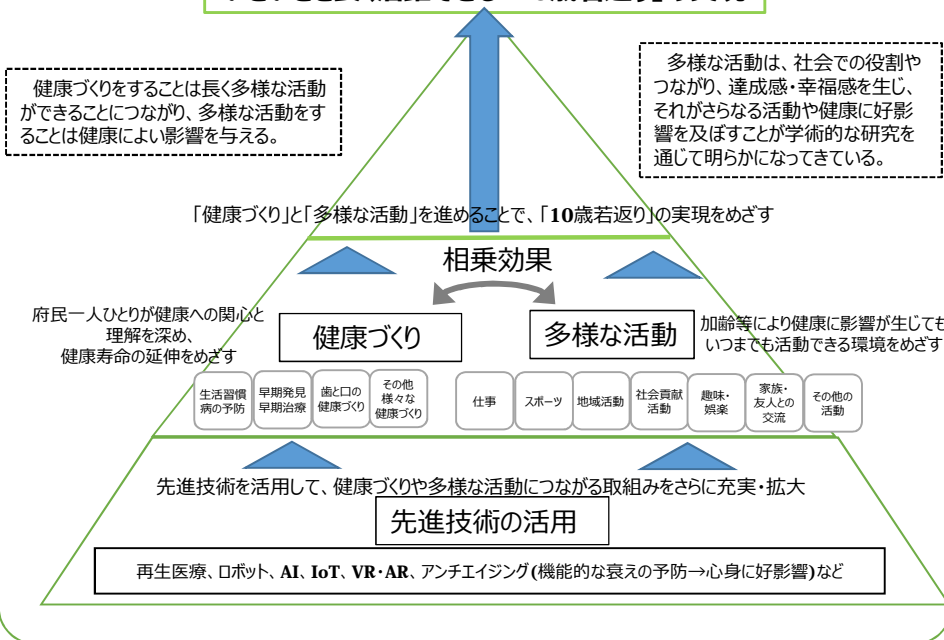 健康づくりをすることは長く多様な活動
ができることにつながり、多様な活動をす
ることは健康によい影響を与える。
多様な活動は、社会での役割や
つながり、達成感・幸福感を生じ、
それがさらなる活動や健康に好影
響を及ぼすことが学術的な研究を
通じて明らかになってきている。
「健康づくり」と「多様な活動」を進めることで、「10歳若返り」の実現をめざす
相乗効果
府民一人ひとりが健康への関心と
理解を深め、
健康寿命の延伸をめざす
健康づくり
多様な活動
加齢等により健康に影響が生じても
いつまでも活動できる環境をめざす
生活習慣
病の予防
早期発見
早期治療
歯と口の
健康づくり
その他
様々な
健康づくり
仕事
スポーツ
地域活動
社会貢献
活動
趣味・
娯楽
家族・
友人との
交流
その他の
活動
先進技術を活用して、健康づくりや多様な活動につながる取組みをさらに充実・拡大
先進技術の活用
再生医療、ロボット、AI、IoT、VR・AR、アンチエイジング(機能的な衰えの予防→心身に好影響)など